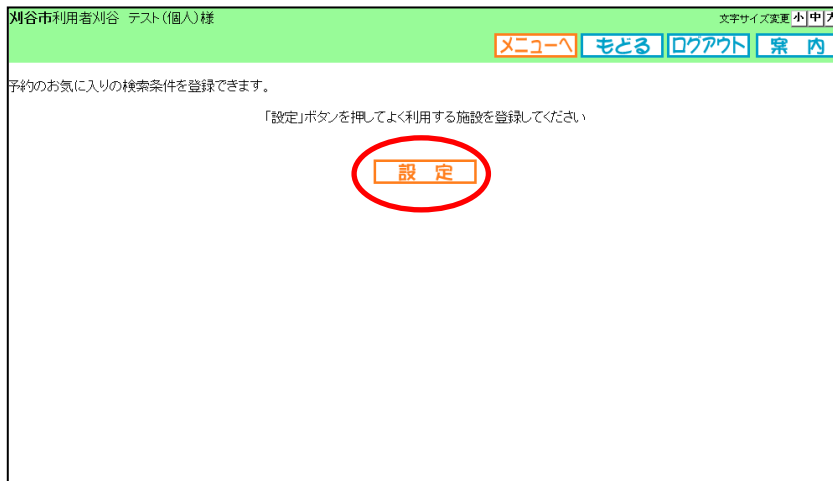 刈谷市利用者刈谷 テスト(個人)様
文字サイズ変更 小 中 大
メニューへ もどる ログアウト 案 内
予約のお気に入りの検索条件を登録できます。
「設定」ボタンを押してよく利用する施設を登録してください
設 定